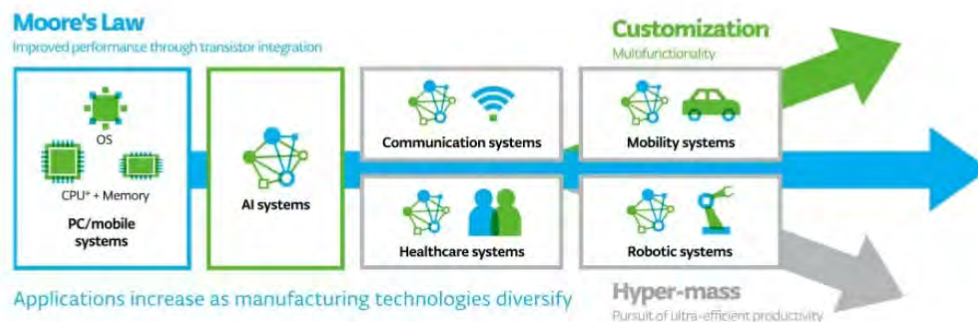 Moore's Law
Improved performance through transistor integration
Customization
Multifunctionality
OS
CPU* + Memory
PC/mobile
systems
AI systems
Communication systems
Mobility systems
Healthcare systems
Robotic systems
Applications increase as manufacturing technologies diversify
Hyper-mass
Pursuit of ultra-efficient productivity